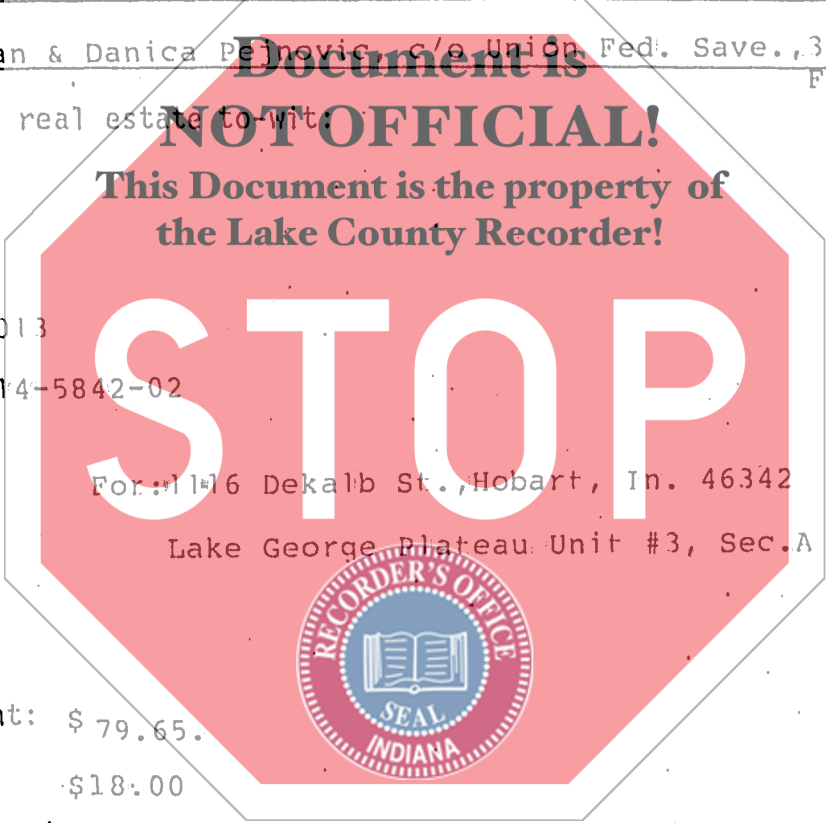 an & Danica Pejnovic, c/o Union Fed. Save.,3
Document is
F
real estate to-wit:
NOT OFFICIAL!
This Document is the property of
the Lake County Recorder!
013
14-5842-02
STOP
For: 1116 Dekalb St.,Hobart, In. 46342
Lake George Plateau Unit #3, Sec.A
RECORDER'S OFFICE
SEAL
INDIANA
at: $ 79.65.
$18.00